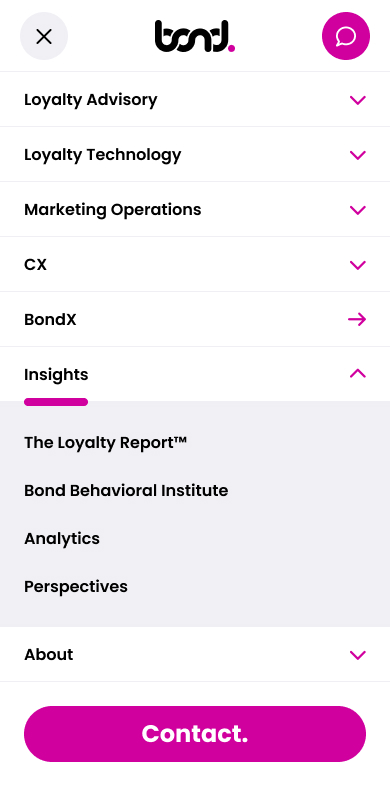 bond.
Loyalty Advisory
Loyalty Technology
Marketing Operations
CX
BondX
Insights
The Loyalty Report™
Bond Behavioral Institute
Analytics
Perspectives
About
Contact.